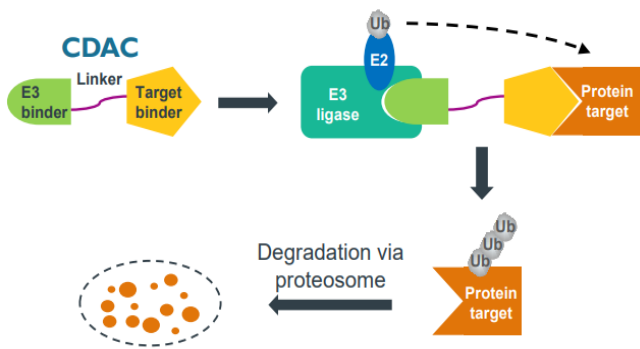 CDAC
Linker
E3
binder
Target
binder
Ub
E2
E3
ligase
Protein
target
Degradation via
proteosome
Ub
Ub
Ub
Protein
target